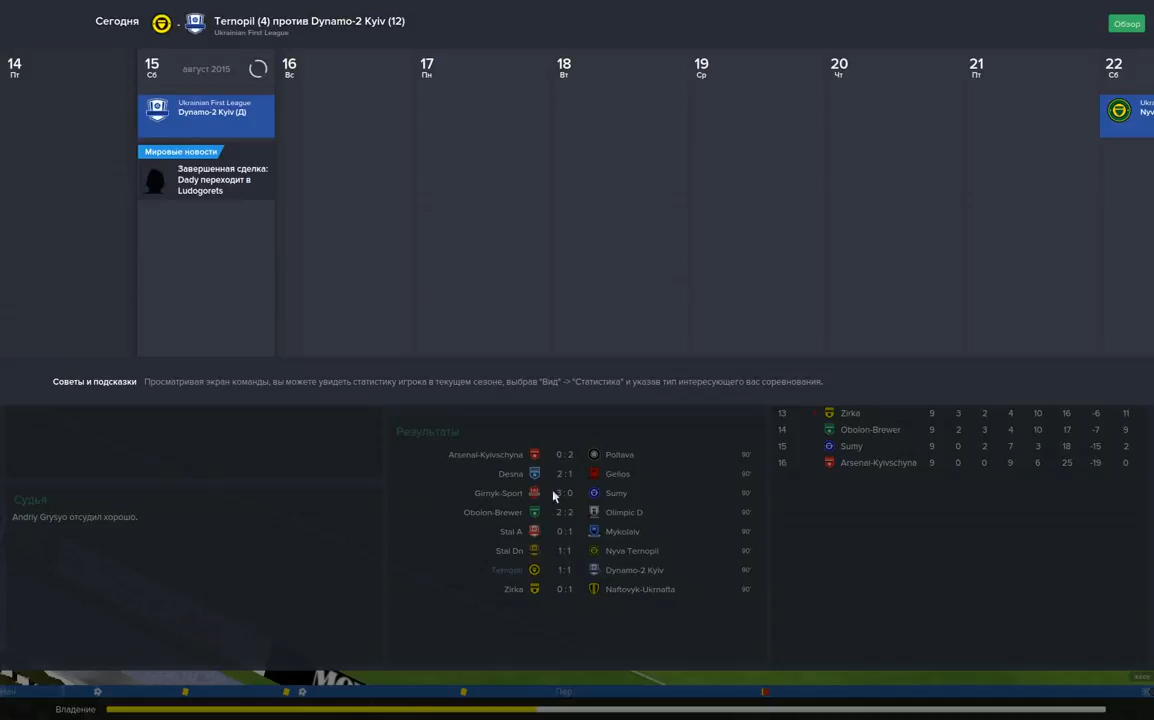 Сегодня
Ternopil (4) против Dynamo-2 Kyiv (12)
Ukrainian First League
Обзор
14
Пт
15
Сб
август 2015
16
Вс
17
Пн
18
Вт
19
Ср
20
Чт
21
Пт
22
Сб
Ukrainian First League
Dynamo-2 Kyiv (Д)
Ukra
Nyv
Мировые новости
Завершенная сделка:
Dady переходит в
Ludogorets
Советы и подсказки
Просматривая экран команды, вы можете увидеть статистику игрока в текущем сезоне, выбрав "Вид" -> "Статистика" и указав тип интересующего вас соревнования.
13 Zirka 9 3 2 4 10 16 -6 11
14 Obolon-Brewer 9 2 3 4 10 17 -7 9
15 Sumy 9 0 2 7 3 18 -15 2
16 Arsenal-Kyivschyna 9 0 0 9 6 25 -19 0
Результаты
Arsenal-Kyivschyna 0 : 2 Poltava 90'
Desna 2 : 1 Gelios 90'
Girnyk-Sport : 0 Sumy 90'
Obolon-Brewer 2 : 2 Olimpic D 90'
Stal A 0 : 1 Mykolaiv 90'
Stal Dn 1 : 1 Nyva Ternopil 90'
Ternopil 1 : 1 Dynamo-2 Kyiv 90'
Zirka 0 : 1 Naftovyk-Ukrnafta 90'
Судья
Andriy Grysyo отсудил хорошо.
Нач
Пер
Владение